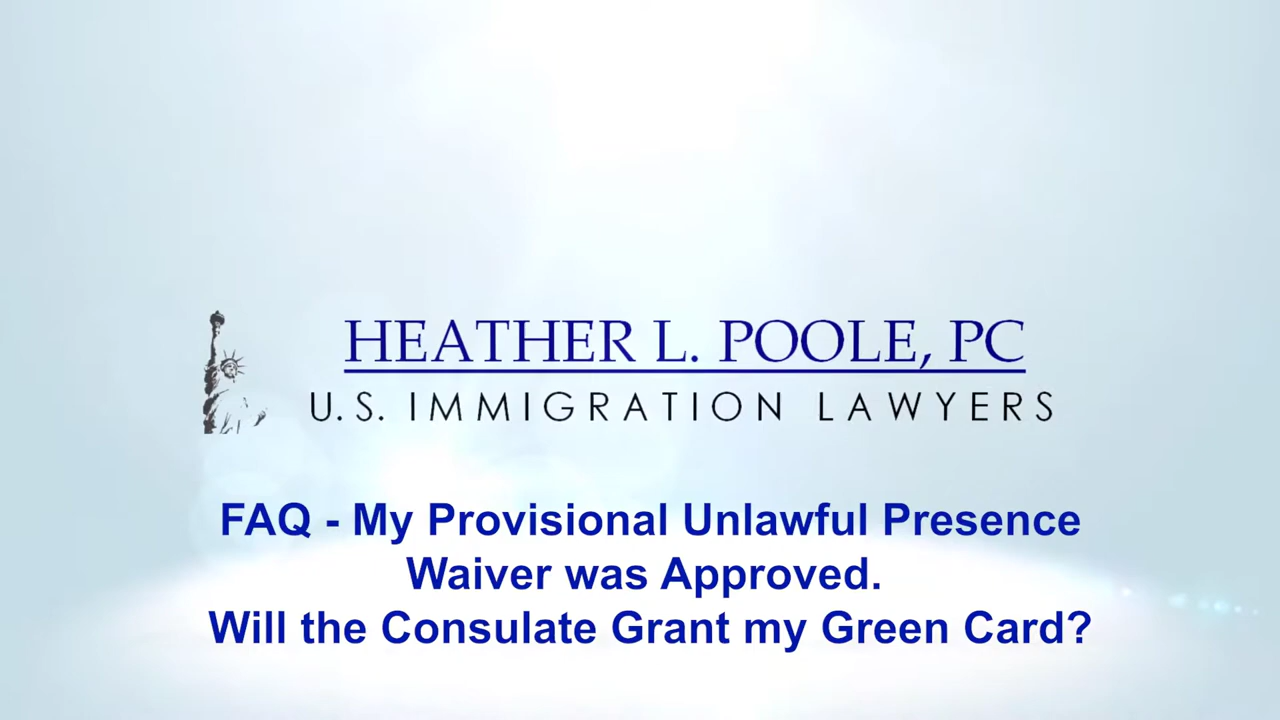 HEATHER L. POOLE, PC
U.S. IMMIGRATION LAWYERS
FAQ - My Provisional Unlawful Presence
Waiver was Approved.
Will the Consulate Grant my Green Card?